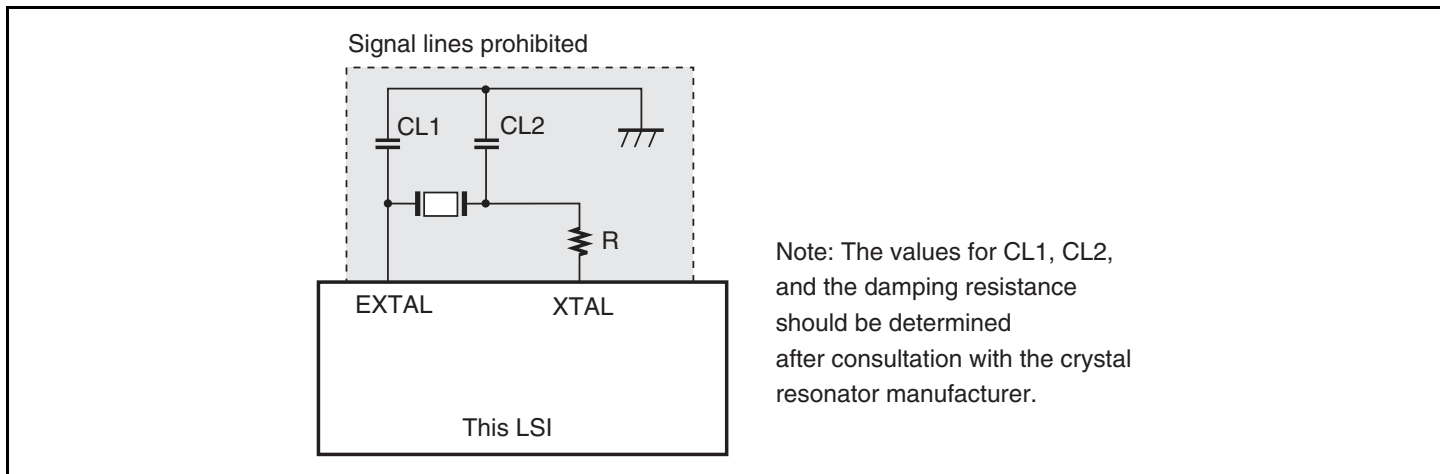 Signal lines prohibited
CL1
CL2
R
EXTAL
XTAL
This LSI
Note: The values for CL1, CL2,
and the damping resistance
should be determined
after consultation with the crystal
resonator manufacturer.